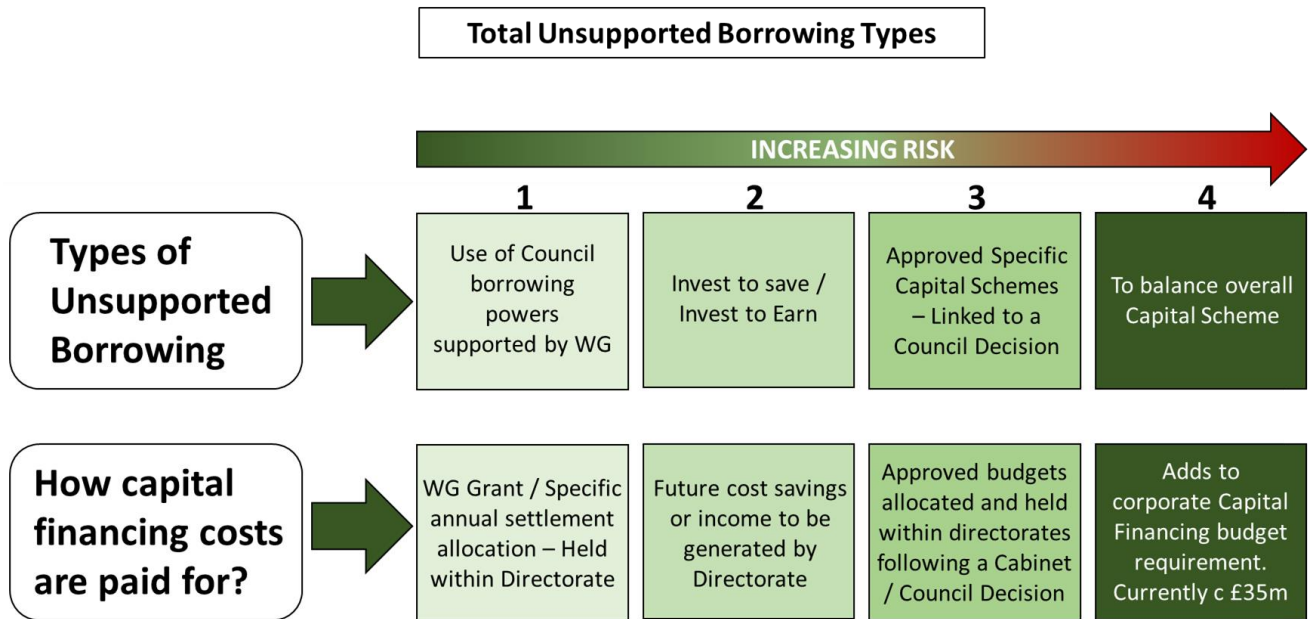 Total Unsupported Borrowing Types
INCREASING RISK
1
2
3
4
Types of
Unsupported
Borrowing
Use of Council
borrowing
powers
supported by WG
Invest to save /
Invest to Earn
Approved Specific
Capital Schemes
– Linked to a
Council Decision
To balance overall
Capital Scheme
How capital
financing costs
are paid for?
WG Grant / Specific
annual settlement
allocation – Held
within Directorate
Future cost savings
or income to be
generated by
Directorate
Approved budgets
allocated and held
within directorates
following a Cabinet
/ Council Decision
Adds to
corporate Capital
Financing budget
requirement.
Currently c £35m